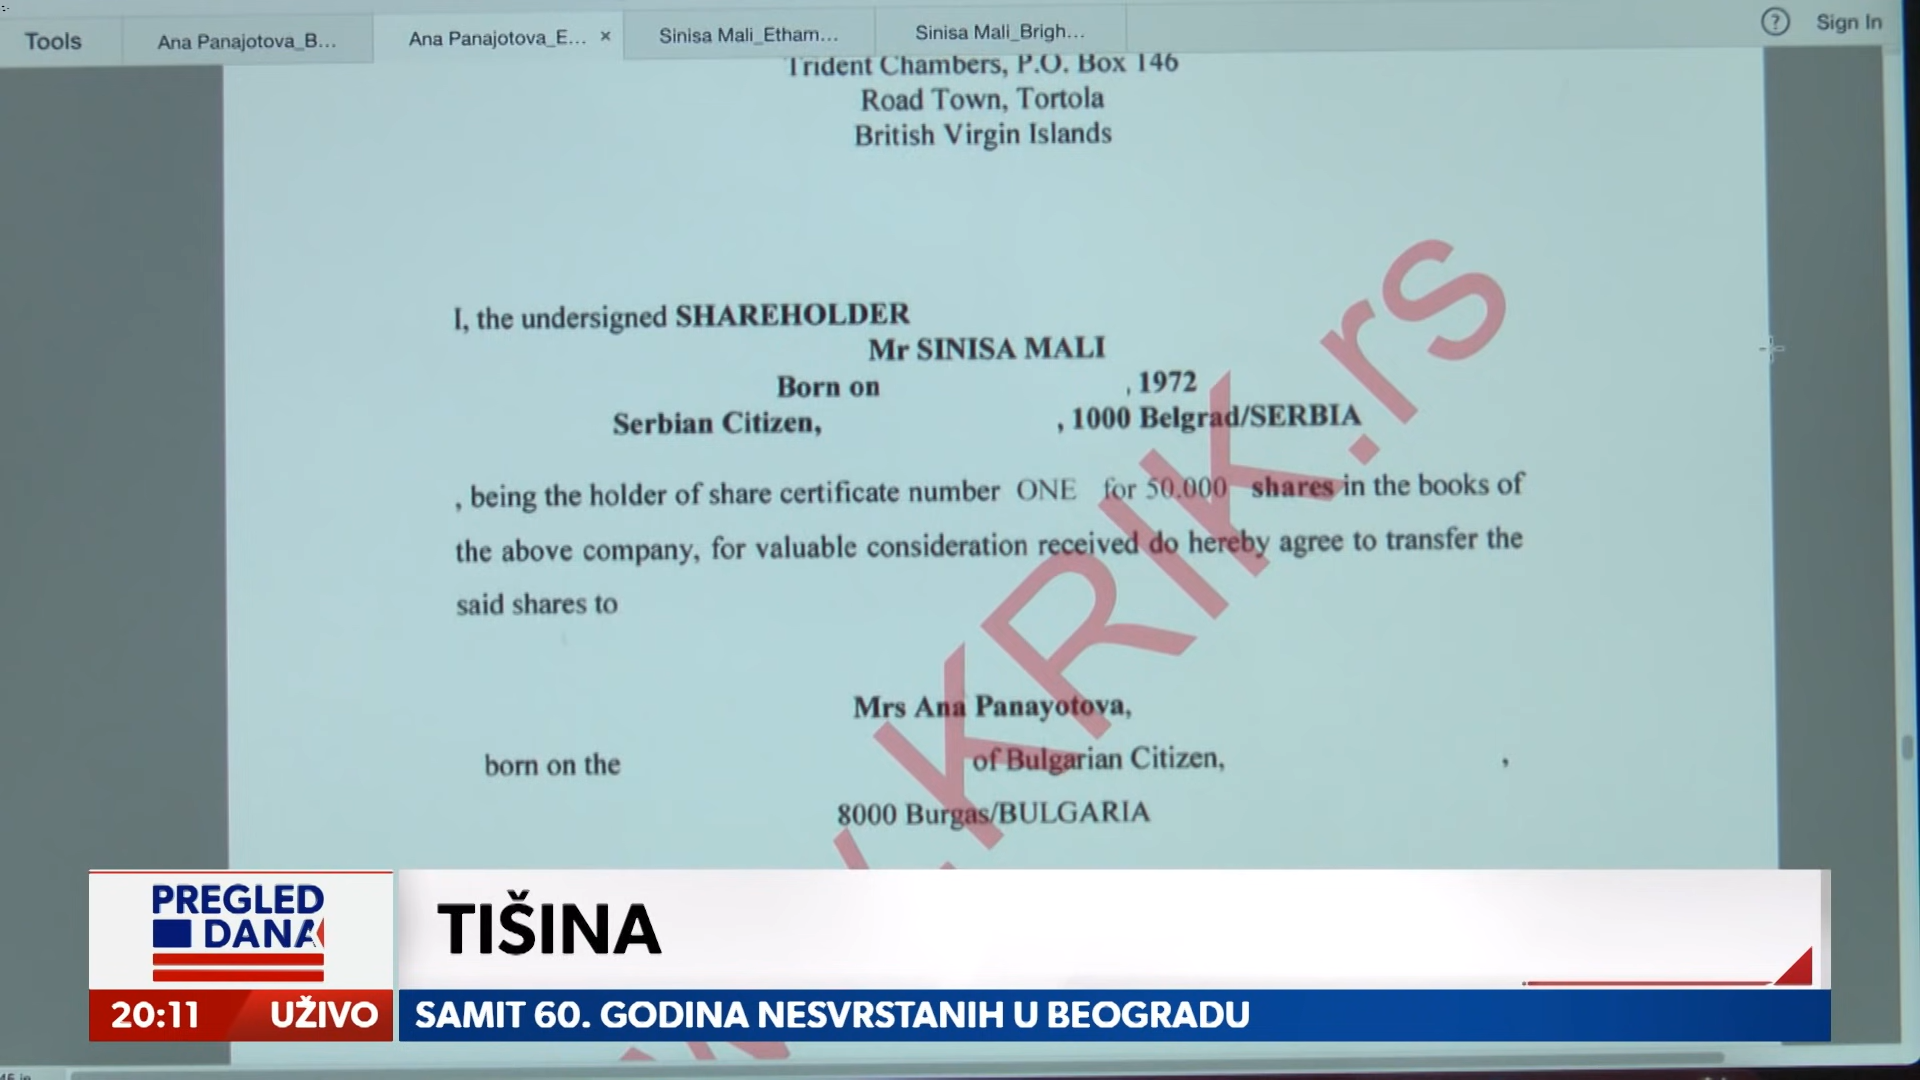 Tools
Ana Panajotova_B...
Ana Panajotova_E... ×
Sinisa Mali_Etham...
Sinisa Mali_Brigh...
? Sign In
Trident Chambers, P.O. Box 146
Road Town, Tortola
British Virgin Islands
I, the undersigned SHAREHOLDER
Mr SINISA MALI
Born on , 1972
Serbian Citizen, , 1000 Belgrad/SERBIA
, being the holder of share certificate number ONE for 50.000 shares in the books of
the above company, for valuable consideration received do hereby agree to transfer the
said shares to
Mrs Ana Panayotova,
born on the of Bulgarian Citizen, ,
8000 Burgas/BULGARIA
.KRIK.rs
PREGLED
DANA
TIŠINA
20:11 UŽIVO
SAMIT 60. GODINA NESVRSTANIH U BEOGRADU